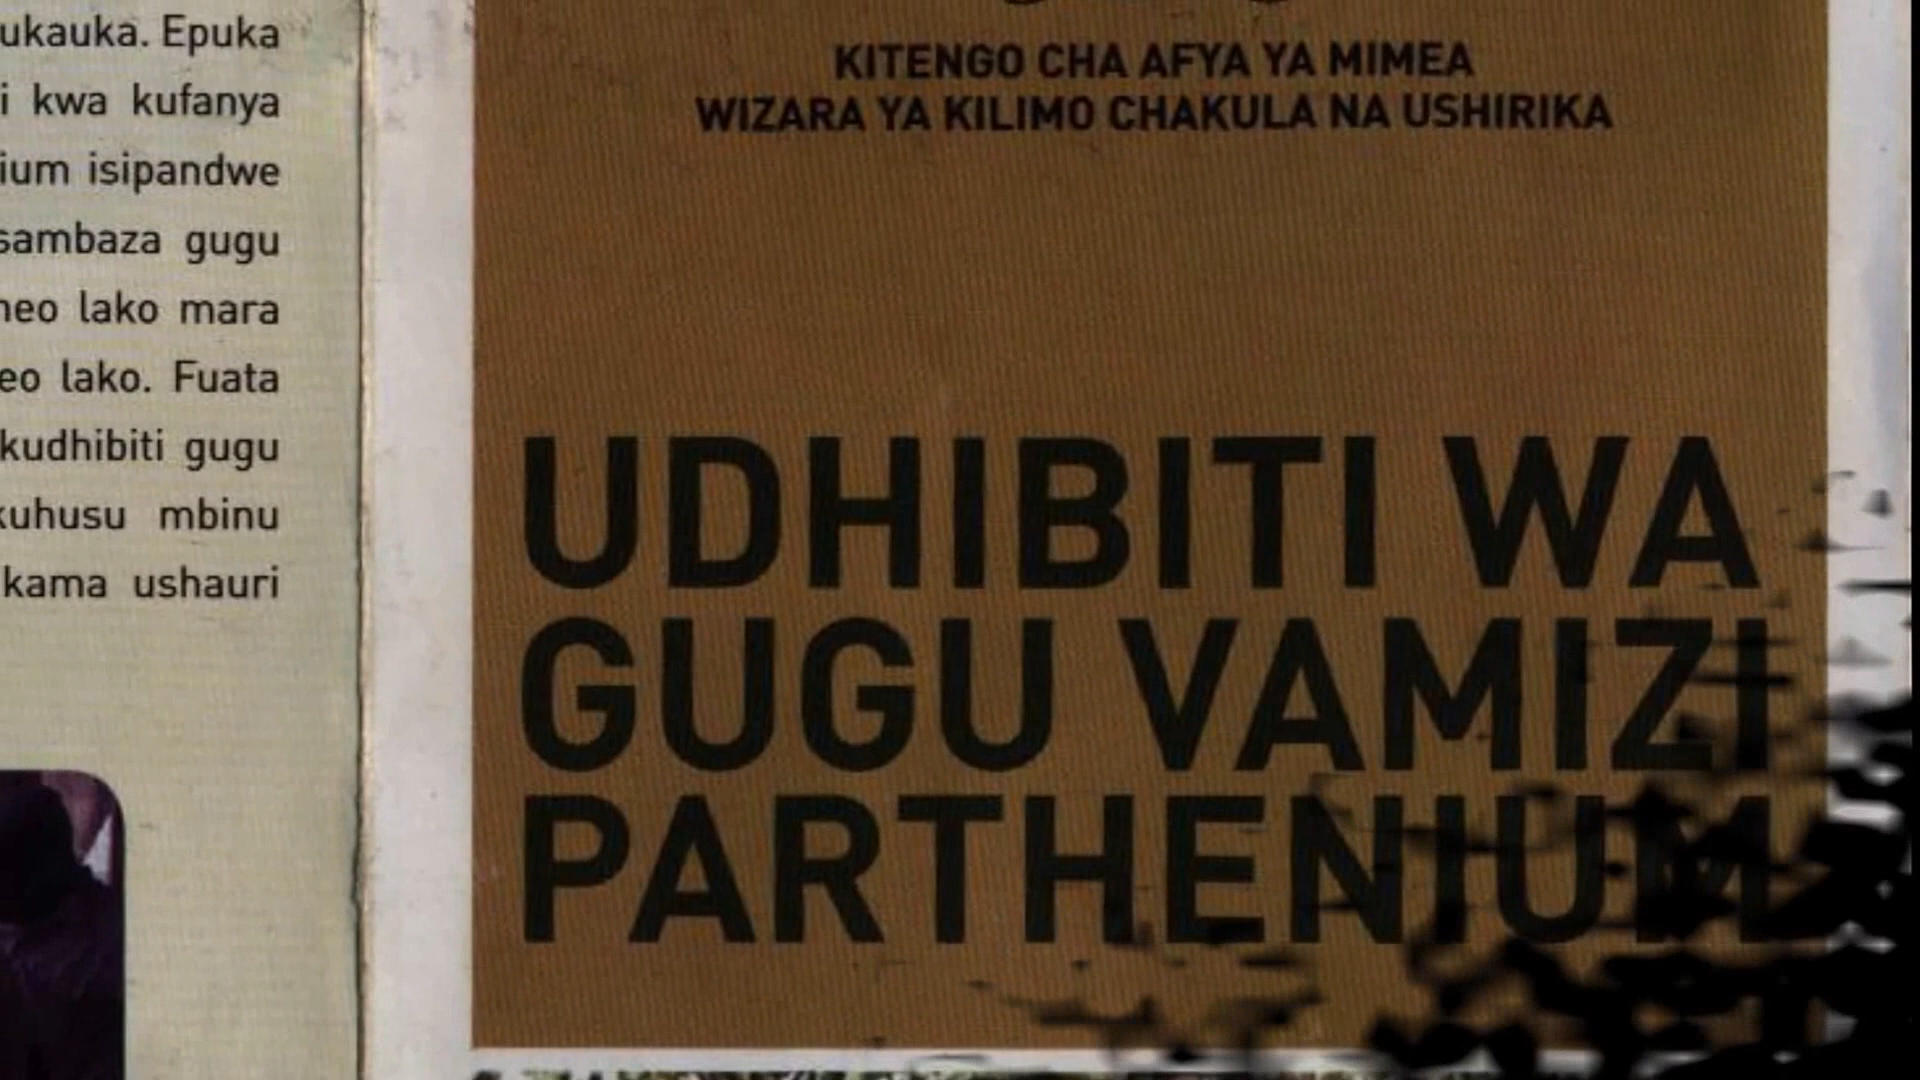 ukauka. Epuka
i kwa kufanya
ium isipandwe
sambaza gugu
neo lako mara
eo lako. Fuata
kudhibiti gugu
kuhusu mbinu
kama ushauri
KITENGO CHA AFYA YA MIMEA
WIZARA YA KILIMO CHAKULA NA USHIRIKA
UDHIBITI WA
GUGU VAMIZI
PARTHENIUM